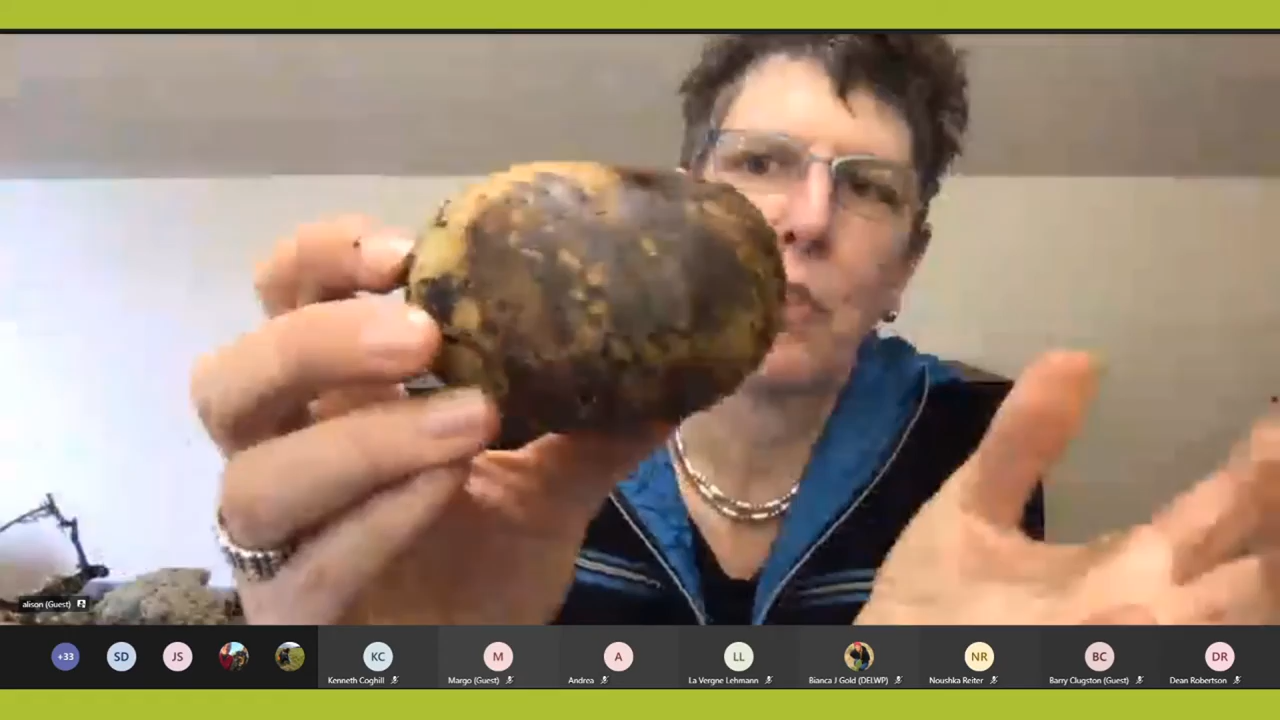 alison (Guest)
+33
SD
JS
KC
M
A
LL
NR
BC
DR
Kenneth Coghill
Margo (Guest)
Andrea
La Vergne Lehmann
Bianca J Gold (DELWP)
Noushka Reiter
Barry Clugston (Guest)
Dean Robertson